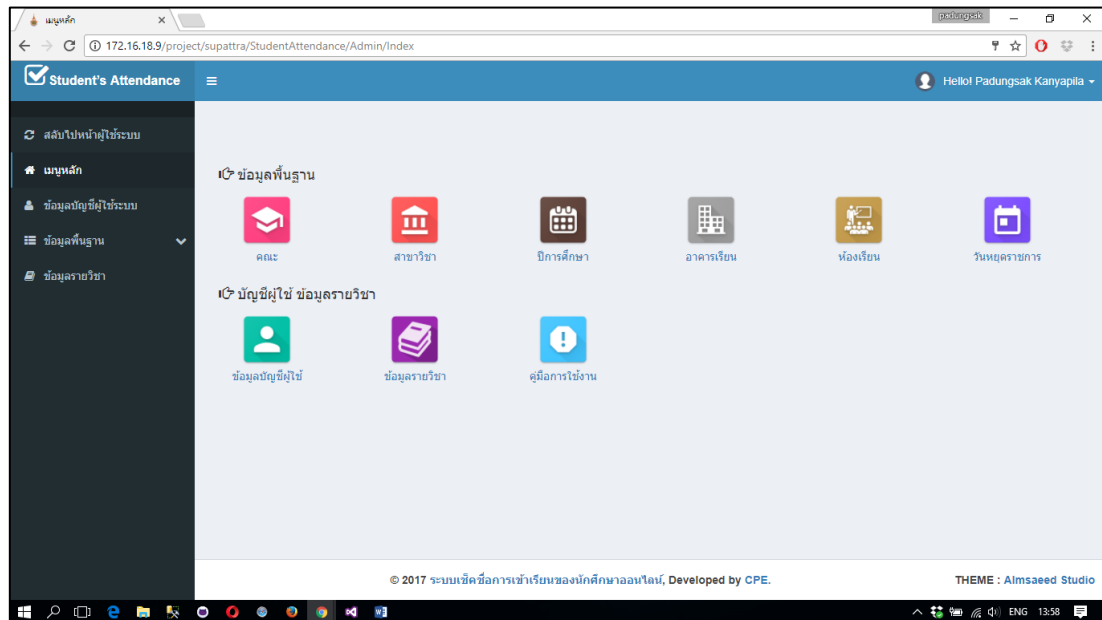 เมนูหลัก
padungsak
172.16.18.9/project/supattra/StudentAttendance/Admin/Index
Student's Attendance
Hello! Padungsak Kanyapila
สลับไปหน้าผู้ใช้ระบบ
เมนูหลัก
ข้อมูลบัญชีผู้ใช้ระบบ
ข้อมูลพื้นฐาน
ข้อมูลรายวิชา
ข้อมูลพื้นฐาน
คณะ สาขาวิชา ปีการศึกษา อาคารเรียน ห้องเรียน วันหยุดราชการ
บัญชีผู้ใช้ ข้อมูลรายวิชา
ข้อมูลบัญชีผู้ใช้ ข้อมูลรายวิชา คู่มือการใช้งาน
© 2017 ระบบเช็คชื่อการเข้าเรียนของนักศึกษาออนไลน์, Developed by CPE.
THEME : Almsaeed Studio
ENG 13:58